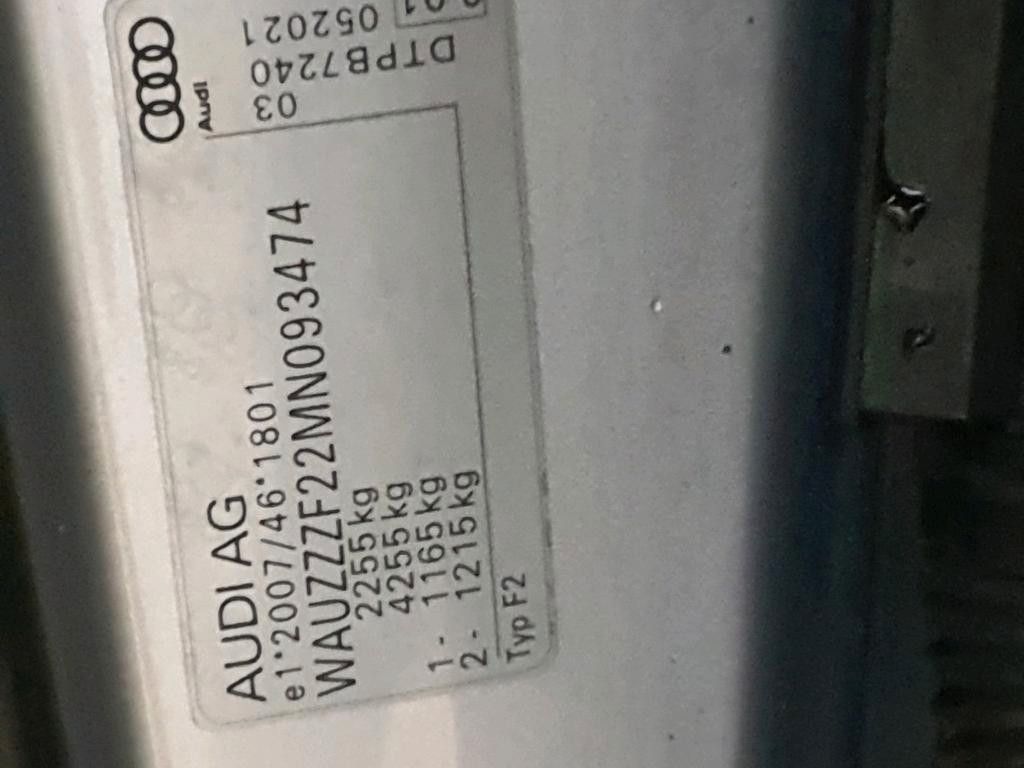 AUDI AG
e1*2007/46*1801
WAUZZZF22MN093474
2255kg
4255kg
1- 1165kg
2- 1215kg
Typ F2
Audi
052021
DTPB7240
03